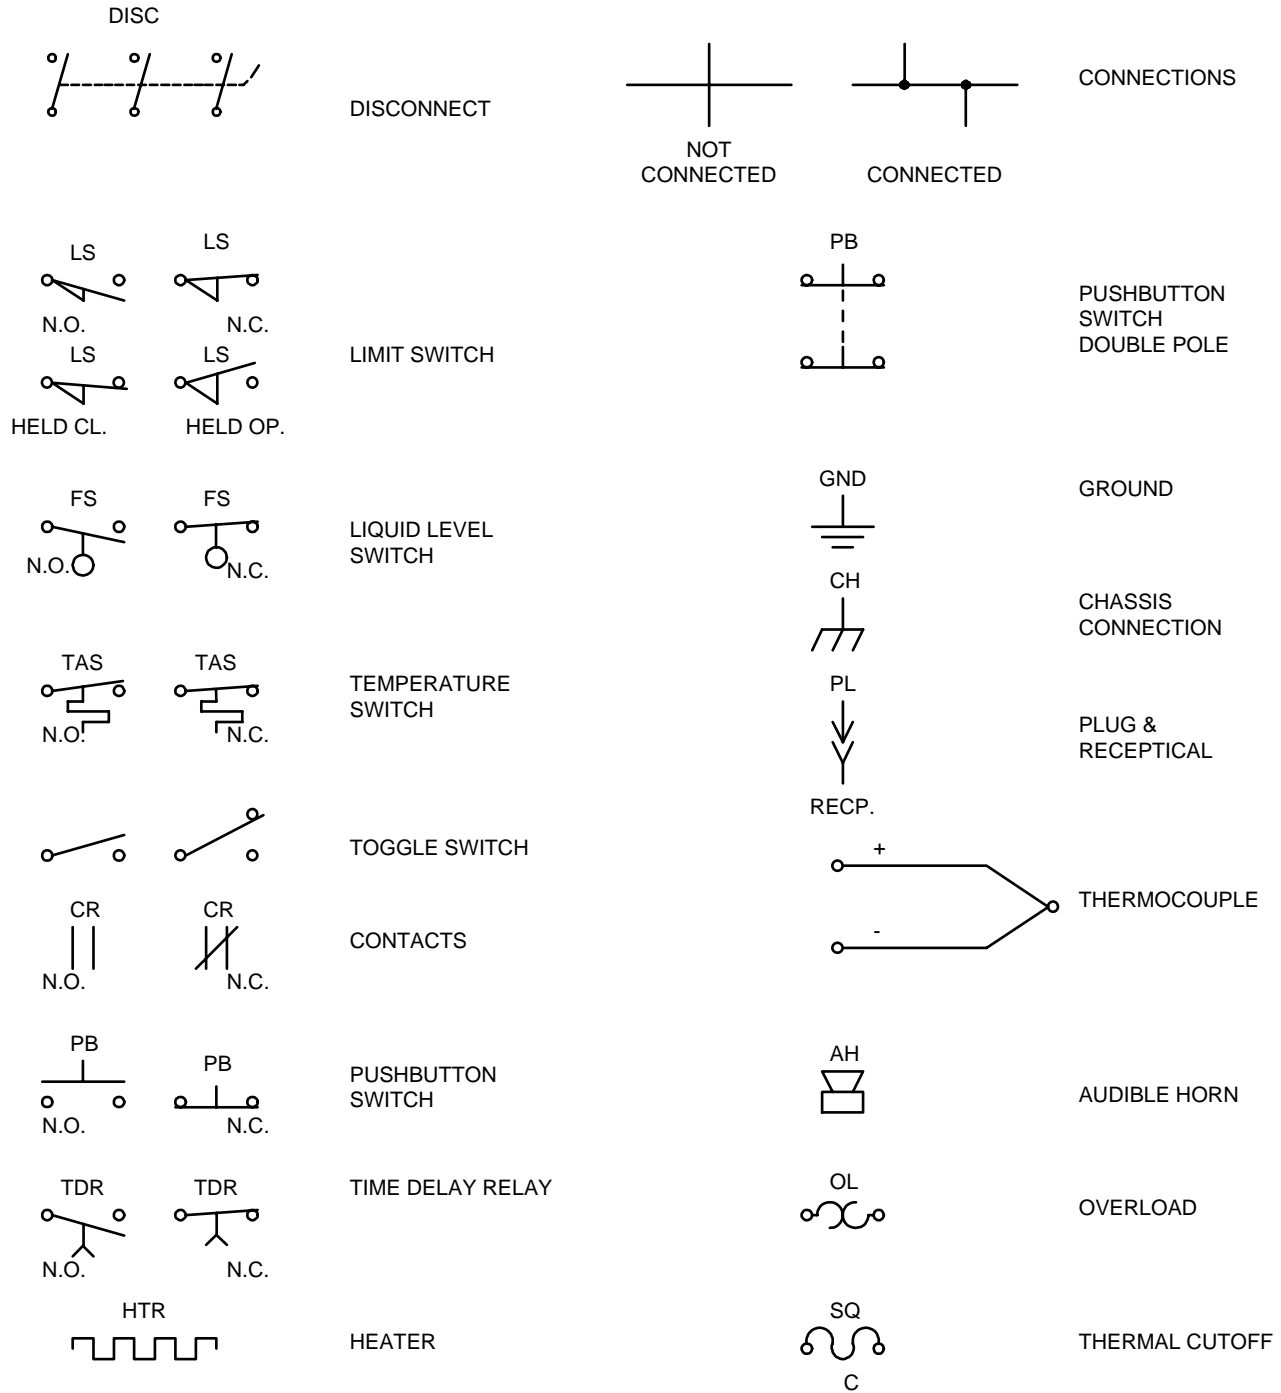 DISC
DISCONNECT
LS LS
N.O. N.C.
LS LS
LIMIT SWITCH
HELD CL. HELD OP.
FS FS
LIQUID LEVEL
SWITCH
N.O. N.C.
TAS TAS
TEMPERATURE
SWITCH
N.O. N.C.
TOGGLE SWITCH
CR CR
CONTACTS
N.O. N.C.
PB PB
PUSHBUTTON
SWITCH
N.O. N.C.
TDR TDR
TIME DELAY RELAY
N.O. N.C.
HTR
HEATER
CONNECTIONS
NOT
CONNECTED
CONNECTED
PB
PUSHBUTTON
SWITCH
DOUBLE POLE
GND
GROUND
CH
CHASSIS
CONNECTION
PL
PLUG &
RECEPTICAL
RECP.
+
THERMOCOUPLE
-
AH
AUDIBLE HORN
OL
OVERLOAD
SQ
THERMAL CUTOFF
C